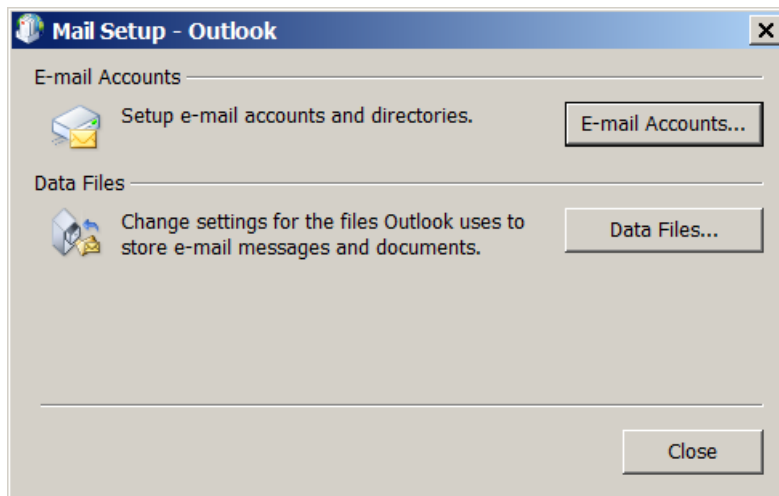 Mail Setup - Outlook
E-mail Accounts
Setup e-mail accounts and directories.
E-mail Accounts...
Data Files
Change settings for the files Outlook uses to
store e-mail messages and documents.
Data Files...
Close